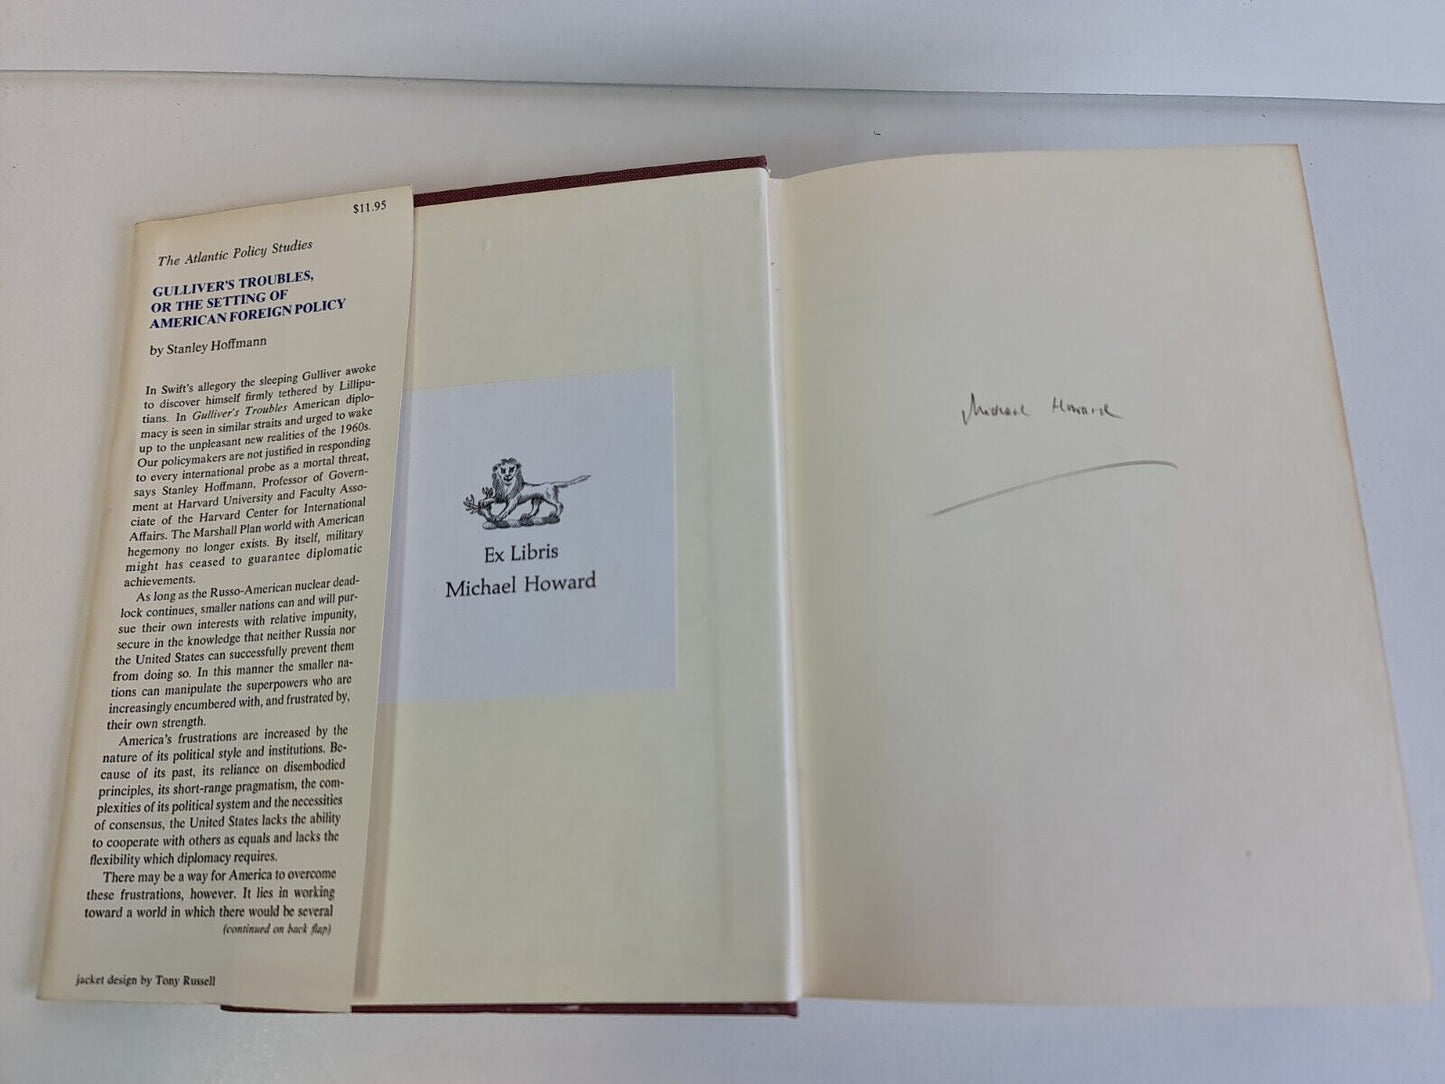 $11.95
The Atlantic Policy Studies
GULLIVER'S TROUBLES,
OR THE SETTING OF
AMERICAN FOREIGN POLICY
by Stanley Hoffmann
In Swift's allegory the sleeping Gulliver awoke
to discover himself firmly tethered by Lillipu-
tians. In Gulliver's Troubles American diplo-
macy is seen in similar straits and urged to wake
up to the unpleasant new realities of the 1960s.
Our policymakers are not justified in responding
to every international probe as a mortal threat,
says Stanley Hoffmann, Professor of Govern-
ment at Harvard University and Faculty Asso-
ciate of the Harvard Center for International
Affairs. The Marshall Plan world with American
hegemony no longer exists. By itself, military
might has ceased to guarantee diplomatic
achievements.
As long as the Russo-American nuclear dead-
lock continues, smaller nations can and will pur-
sue their own interests with relative impunity,
secure in the knowledge that neither Russia nor
the United States can successfully prevent them
from doing so. In this manner the smaller na-
tions can manipulate the superpowers who are
increasingly encumbered with, and frustrated by,
their own strength.
America's frustrations are increased by the
nature of its political style and institutions. Be-
cause of its past, its reliance on disembodied
principles, its short-range pragmatism, the com-
plexities of its political system and the necessities
of consensus, the United States lacks the ability
to cooperate with others as equals and lacks the
flexibility which diplomacy requires.
There may be a way for America to overcome
these frustrations, however. It lies in working
toward a world in which there would be several
(continued on back flap)
jacket design by Tony Russell
Ex Libris
Michael Howard
Michael Howard